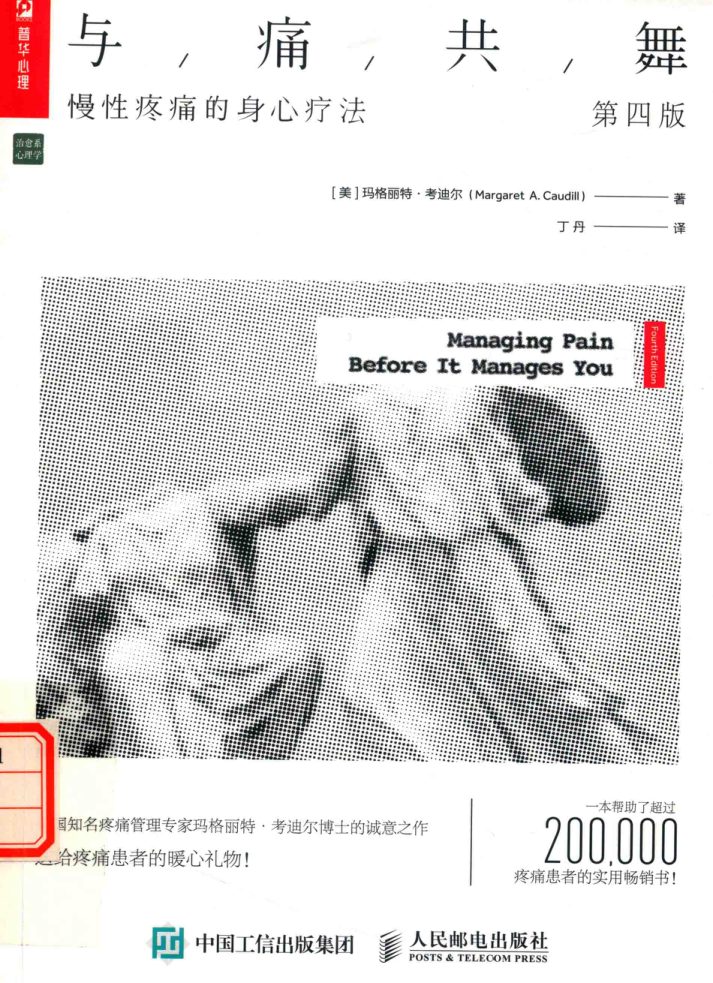 BOOKS
普华心理
治愈系
心理学
与，痛，共，舞
慢性疼痛的身心疗法
第四版
[美]玛格丽特·考迪尔（Margaret A. Caudill） 著
丁丹 译
Managing Pain
Before It Manages You
Fourth Edition
国知名疼痛管理专家玛格丽特·考迪尔博士的诚意之作
给疼痛患者的暖心礼物！
一本帮助了超过
200,000
疼痛患者的实用畅销书！
中国工信出版集团
人民邮电出版社
POSTS & TELECOM PRESS